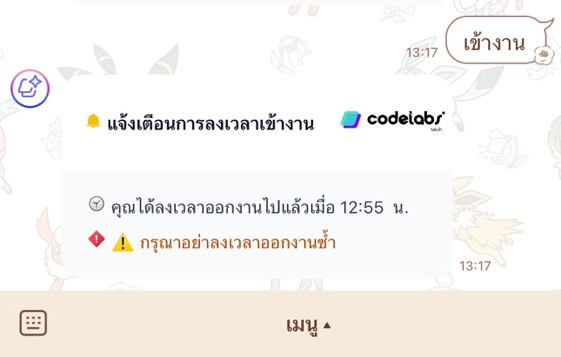 เข้างาน
13:17
แจ้งเตือนการลงเวลาเข้างาน
codelabs
tech
คุณได้ลงเวลาออกงานไปแล้วเมื่อ 12:55 น.
กรุณาอย่าลงเวลาออกงานซ้ำ
13:17
เมนู